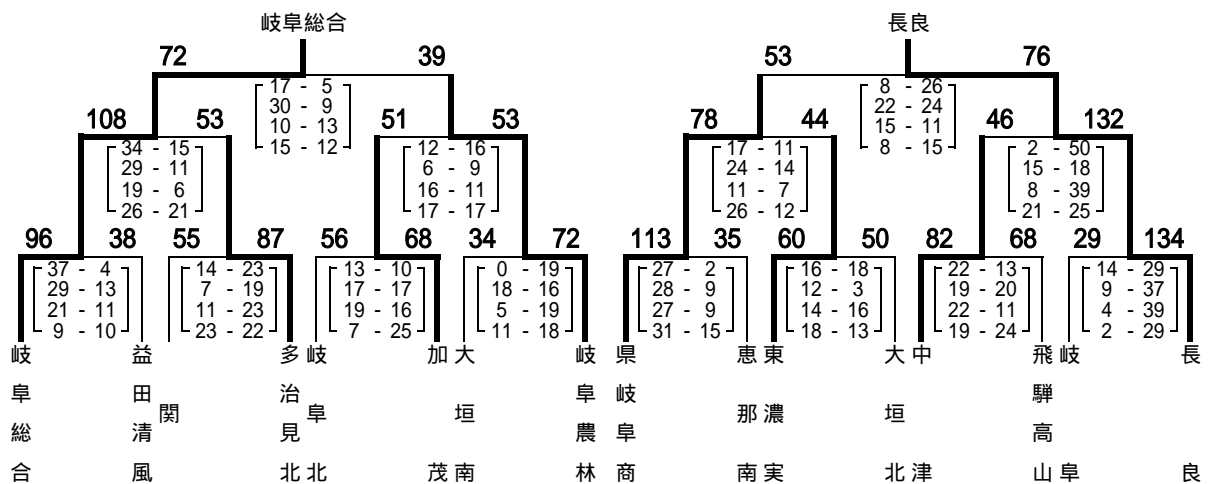 岐阜総合 長良
72 39 53 76
17 - 5 8 - 26
30 - 9 22 - 24
10 - 13 15 - 11
15 - 12 8 - 15
108 53 51 53 78 44 46 132
34 - 15 12 - 16 17 - 11 2 - 50
29 - 11 6 - 9 24 - 14 15 - 18
19 - 6 16 - 11 11 - 7 8 - 39
26 - 21 17 - 17 26 - 12 21 - 25
96 38 55 87 56 68 34 72 113 35 60 50 82 68 29 134
37 - 4 14 - 23 13 - 10 0 - 19 27 - 2 16 - 18 22 - 13 14 - 29
29 - 13 7 - 19 17 - 17 18 - 16 28 - 9 12 - 3 19 - 20 9 - 37
21 - 11 11 - 23 19 - 16 5 - 19 27 - 9 14 - 16 22 - 11 4 - 39
9 - 10 23 - 22 7 - 25 11 - 18 31 - 15 18 - 13 19 - 24 2 - 29
岐阜総合
益田清風
関
多治見北
岐阜北
加茂
大垣南
岐阜農林
県岐阜商
恵那南
東濃実
大垣北
中津
飛騨高山
岐阜
長良